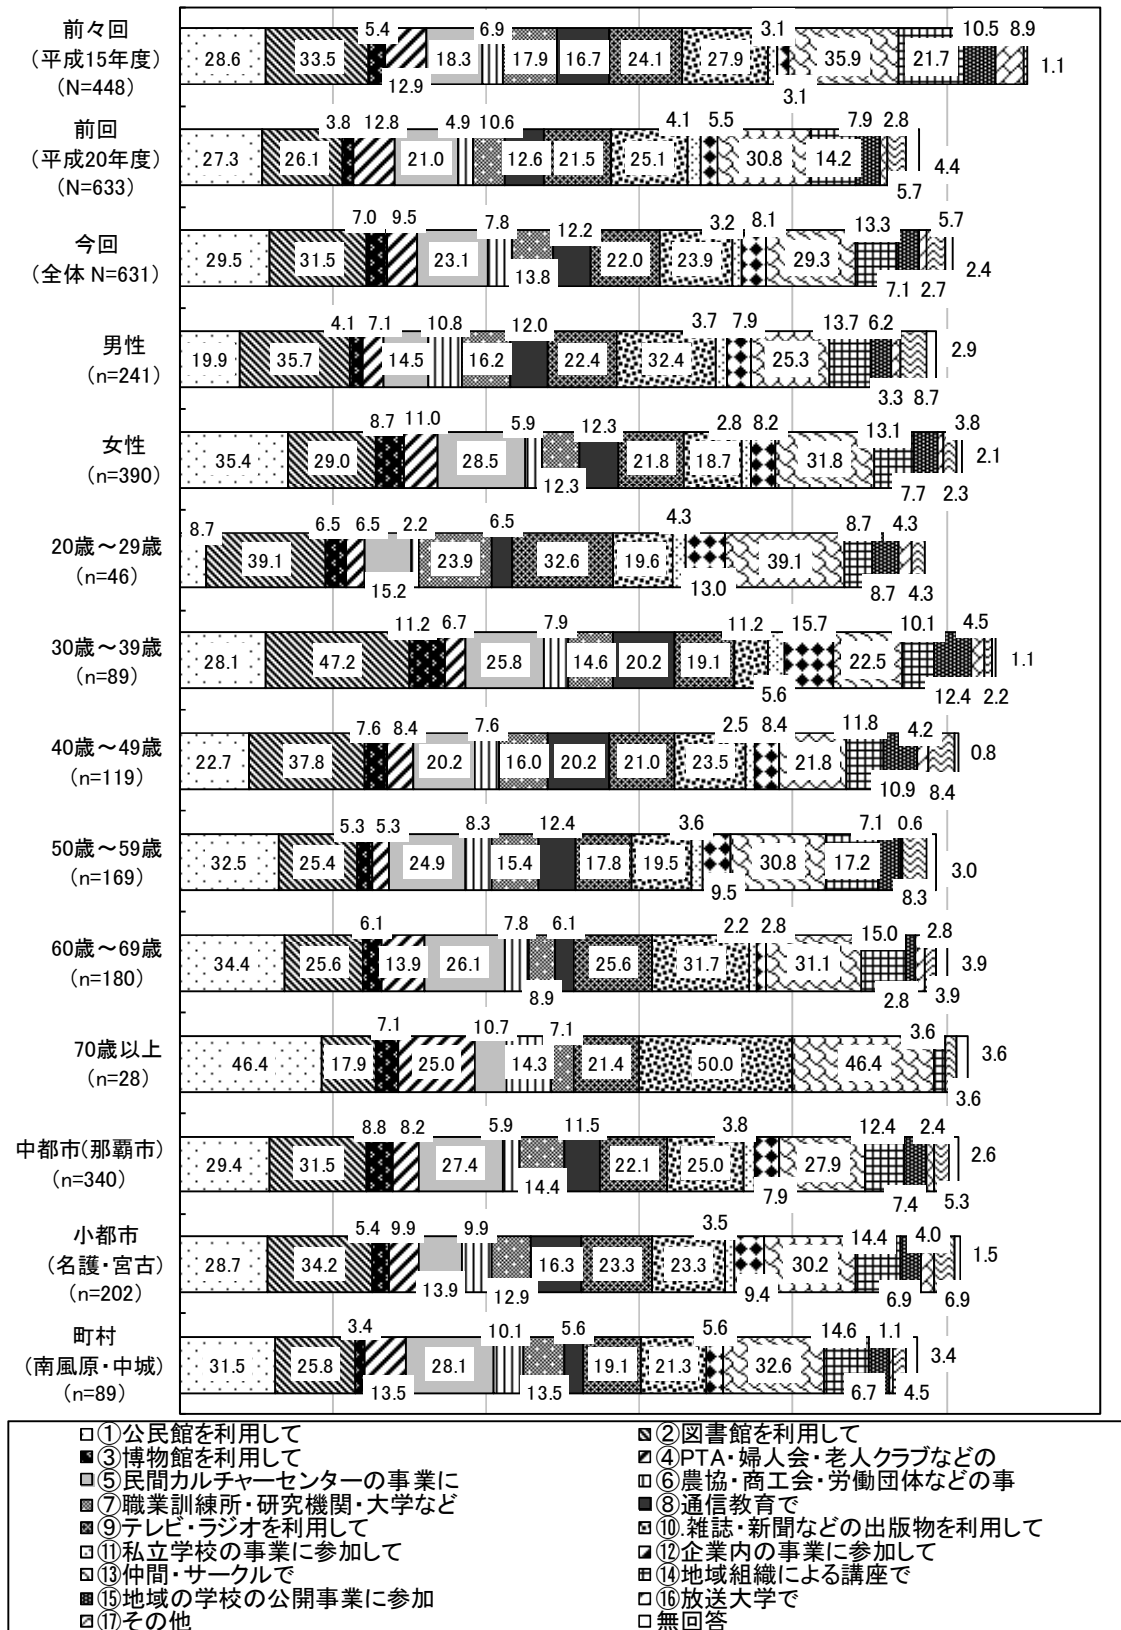 5.4 6.9 3.1 10.5 8.9
前々回
(平成15年度)
(N=448)
28.6 33.5 18.3 17.9 16.7 24.1 27.9 35.9 21.7 1.1
12.9 3.1
3.8 12.8 4.9 10.6 4.1 5.5 7.9 2.8
前回
(平成20年度)
(N=633)
27.3 26.1 21.0 12.6 21.5 25.1 30.8 14.2 4.4
5.7
7.0 9.5 7.8 12.2 3.2 8.1 13.3 5.7
今回
(全体 N=631)
29.5 31.5 23.1 22.0 23.9 29.3 2.4
13.8 7.1 2.7
4.1 7.1 10.8 12.0 3.7 7.9 13.7 6.2
男性
(n=241)
19.9 35.7 14.5 16.2 22.4 32.4 25.3 2.9
3.3 8.7
8.7 11.0 5.9 12.3 2.8 8.2 13.1 3.8
女性
(n=390)
35.4 29.0 28.5 21.8 18.7 31.8 2.1
12.3 7.7 2.3
8.7 6.5 6.5 2.2 6.5 4.3 8.7 4.3
20歳~29歳
(n=46)
39.1 23.9 32.6 19.6 39.1
15.2 13.0 8.7 4.3
11.2 6.7 7.9 11.2 15.7 10.1 4.5
30歳~39歳
(n=89)
28.1 47.2 25.8 14.6 20.2 19.1 22.5 1.1
5.6 12.4 2.2
7.6 8.4 7.6 2.5 8.4 11.8 4.2
40歳~49歳
(n=119)
22.7 37.8 20.2 16.0 20.2 21.0 23.5 21.8 0.8
10.9 8.4
5.3 5.3 8.3 12.4 3.6 7.1 0.6
50歳~59歳
(n=169)
32.5 25.4 24.9 15.4 17.8 19.5 30.8 17.2 3.0
9.5 8.3
6.1 7.8 6.1 2.2 2.8 15.0 2.8
60歳~69歳
(n=180)
34.4 25.6 13.9 26.1 25.6 31.7 31.1 3.9
8.9 2.8 3.9
7.1 10.7 7.1 3.6
70歳以上
(n=28)
46.4 17.9 25.0 14.3 21.4 50.0 46.4 3.6
3.6
8.8 8.2 5.9 11.5 3.8 12.4 2.4
中都市(那覇市)
(n=340)
29.4 31.5 27.4 22.1 25.0 27.9 2.6
14.4 7.9 7.4 5.3
5.4 9.9 9.9 3.5 14.4 4.0
小都市
(名護・宮古)
(n=202)
28.7 34.2 16.3 23.3 23.3 30.2 1.5
13.9 12.9 9.4 6.9 6.9
3.4 10.1 5.6 5.6 14.6 1.1
町村
(南風原・中城)
(n=89)
31.5 25.8 28.1 19.1 21.3 32.6 3.4
13.5 13.5 6.7 4.5
①公民館を利用して ②図書館を利用して
③博物館を利用して ④PTA・婦人会・老人クラブなどの
⑤民間カルチャーセンターの事業に ⑥農協・商工会・労働団体などの事
⑦職業訓練所・研究機関・大学など ⑧通信教育で
⑨テレビ・ラジオを利用して ⑩.雑誌・新聞などの出版物を利用して
⑪私立学校の事業に参加して ⑫企業内の事業に参加して
⑬仲間・サークルで ⑭地域組織による講座で
⑮地域の学校の公開事業に参加 ⑯放送大学で
⑰その他 無回答